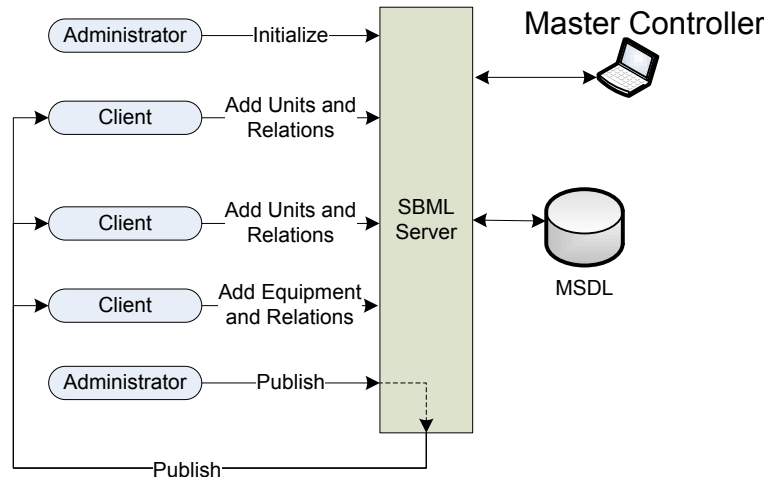 Administrator
Initialize
Master Controller
Client
Add Units and
Relations
Client
Add Units and
Relations
SBML
Server
MSDL
Client
Add Equipment
and Relations
Administrator
Publish
Publish